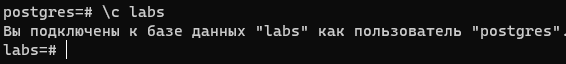 postgres=# \c labs
Вы подключены к базе данных "labs" как пользователь "postgres".
labs=#